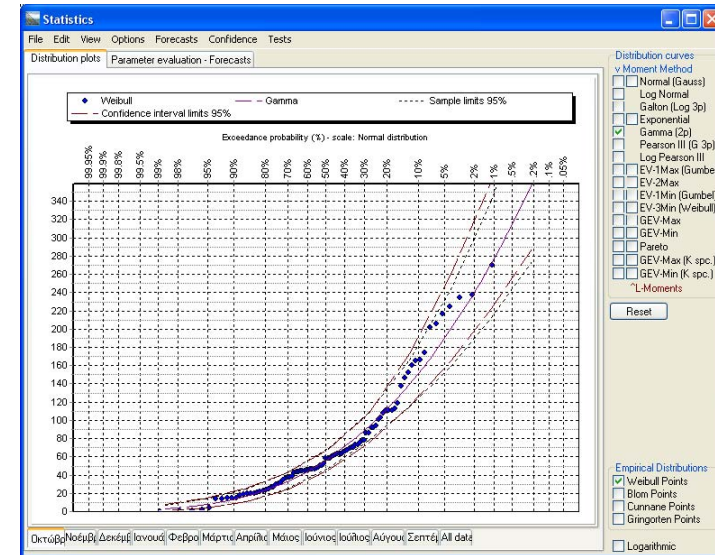 Statistics
File Edit View Options Forecasts Confidence Tests
Distribution plots Parameter evaluation - Forecasts
Weibull Gamma Sample limits 95%
Confidence interval limits 95%
Exceedance probability (%) - scale: Normal distribution
99.95% 99.9% 99.8% 99.5% 99% 98% 95% 90% 80% 70% 60% 50% 40% 30% 20% 10% 5% 2% 1% .5% .2% .1% .05%
340
320
300
280
260
240
220
200
180
160
140
120
100
80
60
40
20
0
Οκτώβρ Νοέμβρ Δεκέμβ Ιανουά Φεβρο Μάρτιο Απρίλιο Μάιος Ιούνιος Ιούλιος Αύγου Σεπτέμ All data
Distribution curves
v Moment Method
Normal (Gauss)
Log Normal
Galton (Log 3p)
Exponential
Gamma (2p)
Pearson III (G 3p)
Log Pearson III
EV-1Max (Gumbel
EV-2Max
EV-1Min (Gumbel)
EV-3Min (Weibull)
GEV-Max
GEV-Min
Pareto
GEV-Max (K spc.)
GEV-Min (K spc.)
^L-Moments
Reset
Empirical Distributions
Weibull Points
Blom Points
Cunnane Points
Gringorten Points
Logarithmic